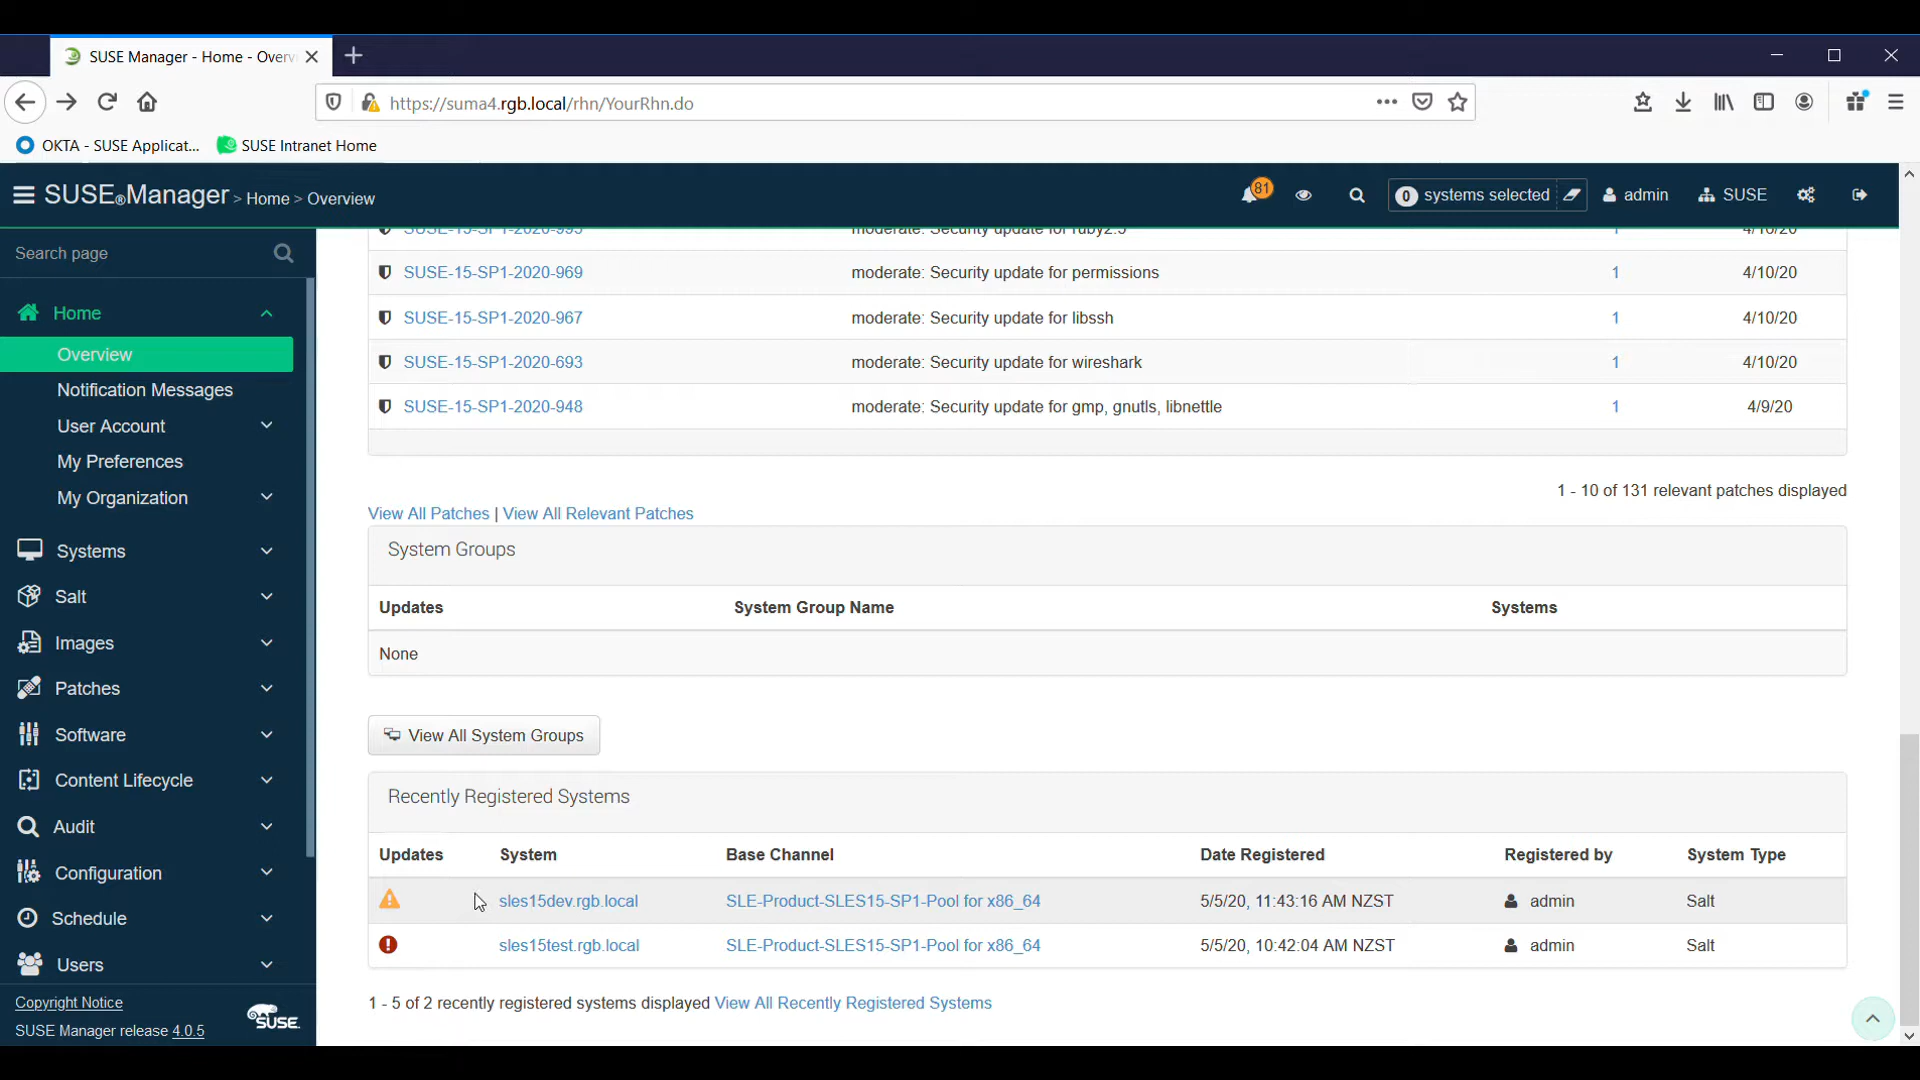 SUSE Manager - Home - Overv
https://suma4.rgb.local/rhn/YourRhn.do
OKTA - SUSE Applicat...
SUSE Intranet Home
SUSE®Manager > Home > Overview
81
0 systems selected
admin
SUSE
Search page
Home
Overview
Notification Messages
User Account
My Preferences
My Organization
Systems
Salt
Images
Patches
Software
Content Lifecycle
Audit
Configuration
Schedule
Users
Copyright Notice
SUSE Manager release 4.0.5
SUSE
SUSE-15-SP1-2020-995 moderate: Security update for ruby2.5 1 4/10/20
SUSE-15-SP1-2020-969 moderate: Security update for permissions 1 4/10/20
SUSE-15-SP1-2020-967 moderate: Security update for libssh 1 4/10/20
SUSE-15-SP1-2020-693 moderate: Security update for wireshark 1 4/10/20
SUSE-15-SP1-2020-948 moderate: Security update for gmp, gnutls, libnettle 1 4/9/20
1 - 10 of 131 relevant patches displayed
View All Patches | View All Relevant Patches
System Groups
Updates System Group Name Systems
None
View All System Groups
Recently Registered Systems
Updates System Base Channel Date Registered Registered by System Type
sles15dev.rgb.local SLE-Product-SLES15-SP1-Pool for x86_64 5/5/20, 11:43:16 AM NZST admin Salt
sles15test.rgb.local SLE-Product-SLES15-SP1-Pool for x86_64 5/5/20, 10:42:04 AM NZST admin Salt
1 - 5 of 2 recently registered systems displayed View All Recently Registered Systems